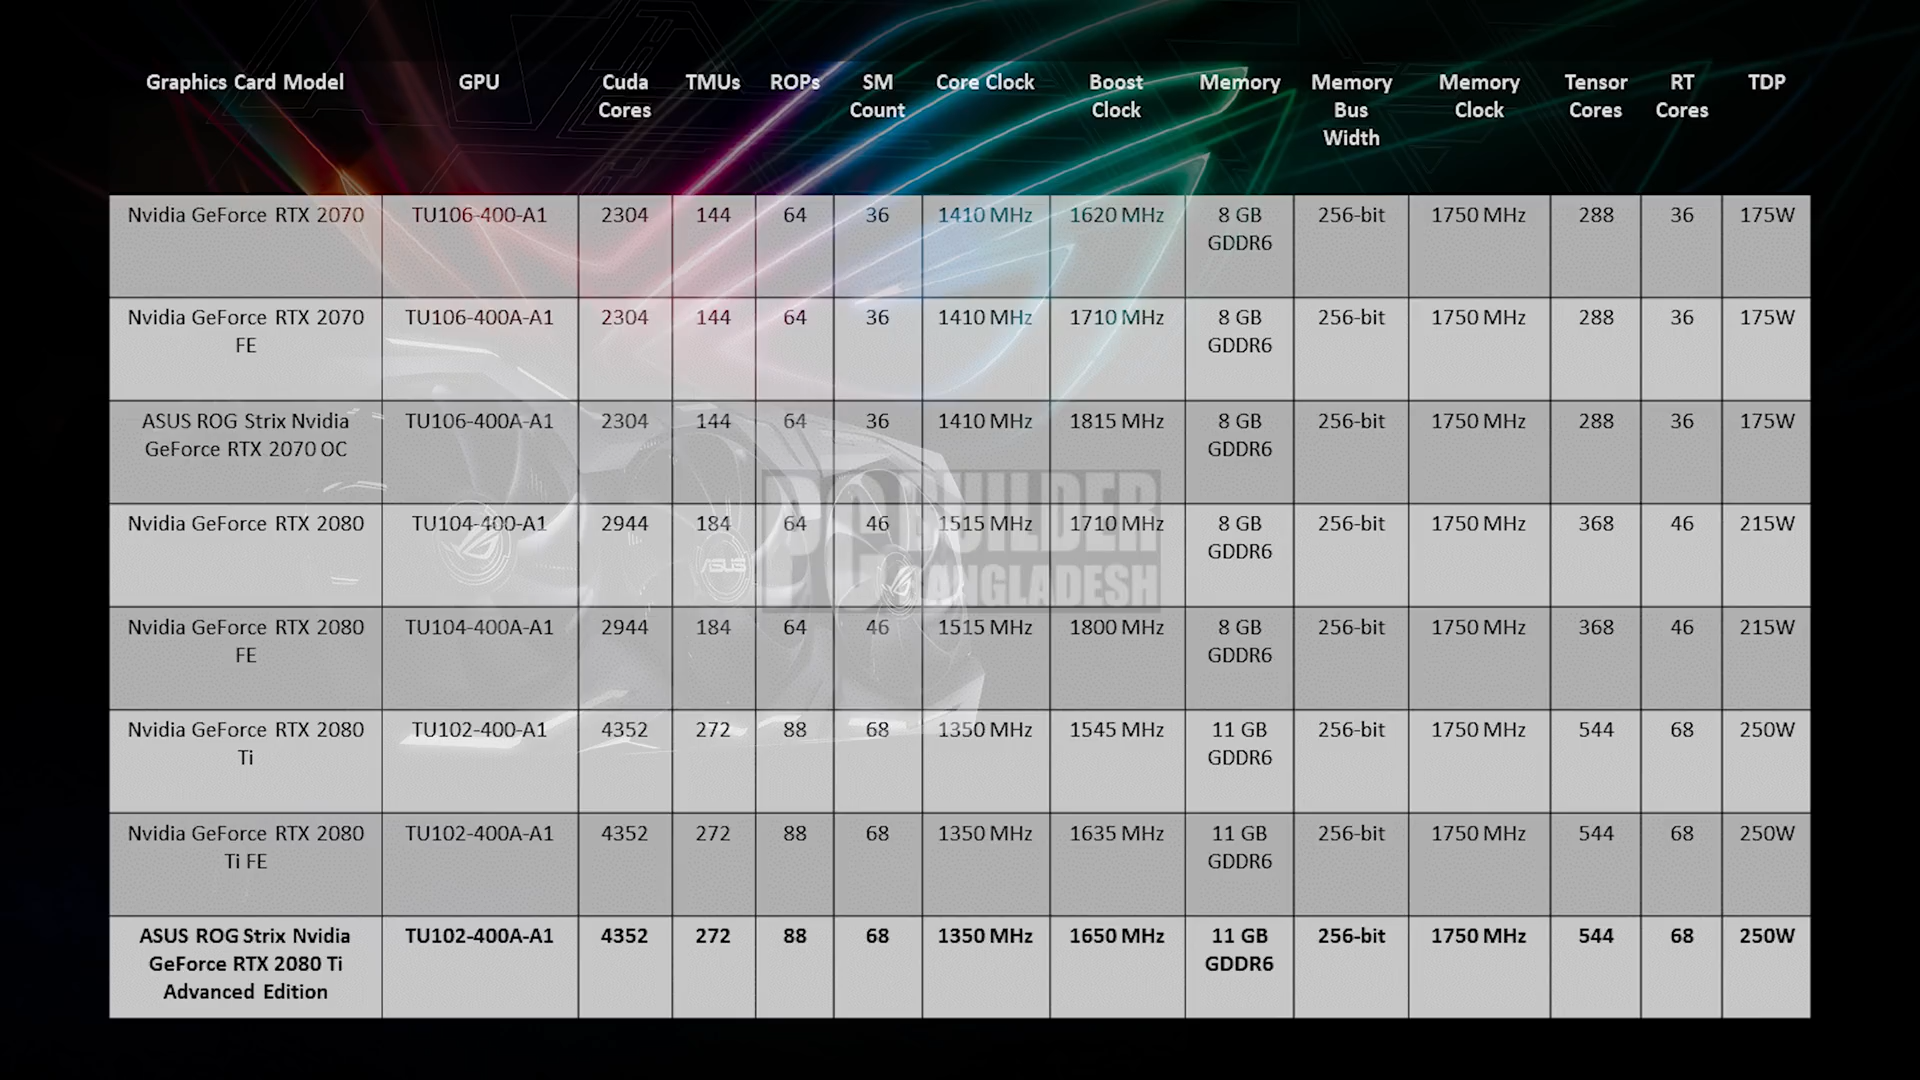 Graphics Card Model GPU Cuda Cores TMUs ROPs SM Count Core Clock Boost Clock Memory Memory Bus Width Memory Clock Tensor Cores RT Cores TDP
Nvidia GeForce RTX 2070 TU106-400-A1 2304 144 64 36 1410 MHz 1620 MHz 8 GB GDDR6 256-bit 1750 MHz 288 36 175W
Nvidia GeForce RTX 2070 FE TU106-400A-A1 2304 144 64 36 1410 MHz 1710 MHz 8 GB GDDR6 256-bit 1750 MHz 288 36 175W
ASUS ROG Strix Nvidia GeForce RTX 2070 OC TU106-400A-A1 2304 144 64 36 1410 MHz 1815 MHz 8 GB GDDR6 256-bit 1750 MHz 288 36 175W
Nvidia GeForce RTX 2080 TU104-400-A1 2944 184 64 46 1515 MHz 1710 MHz 8 GB GDDR6 256-bit 1750 MHz 368 46 215W
PC BUILDER
BANGLADESH
ASUS
Nvidia GeForce RTX 2080 FE TU104-400A-A1 2944 184 64 46 1515 MHz 1800 MHz 8 GB GDDR6 256-bit 1750 MHz 368 46 215W
Nvidia GeForce RTX 2080 Ti TU102-400-A1 4352 272 88 68 1350 MHz 1545 MHz 11 GB GDDR6 256-bit 1750 MHz 544 68 250W
Nvidia GeForce RTX 2080 Ti FE TU102-400A-A1 4352 272 88 68 1350 MHz 1635 MHz 11 GB GDDR6 256-bit 1750 MHz 544 68 250W
ASUS ROG Strix Nvidia GeForce RTX 2080 Ti Advanced Edition TU102-400A-A1 4352 272 88 68 1350 MHz 1650 MHz 11 GB GDDR6 256-bit 1750 MHz 544 68 250W